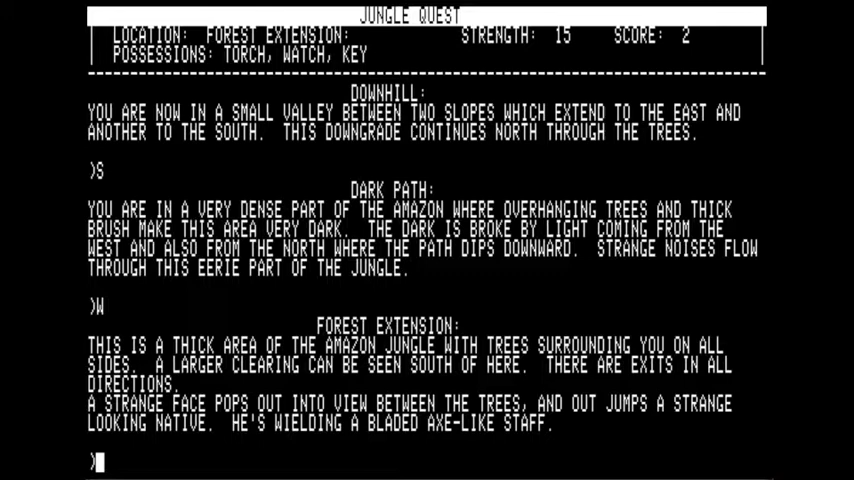 JUNGLE QUEST
LOCATION: FOREST EXTENSION: STRENGTH: 15 SCORE: 2
POSSESSIONS: TORCH, WATCH, KEY
DOWNHILL:
YOU ARE NOW IN A SMALL VALLEY BETWEEN TWO SLOPES WHICH EXTEND TO THE EAST AND
ANOTHER TO THE SOUTH. THIS DOWNGRADE CONTINUES NORTH THROUGH THE TREES.
)S
DARK PATH:
YOU ARE IN A VERY DENSE PART OF THE AMAZON WHERE OVERHANGING TREES AND THICK
BRUSH MAKE THIS AREA VERY DARK. THE DARK IS BROKE BY LIGHT COMING FROM THE
WEST AND ALSO FROM THE NORTH WHERE THE PATH DIPS DOWNWARD. STRANGE NOISES FLOW
THROUGH THIS EERIE PART OF THE JUNGLE.
)W
FOREST EXTENSION:
THIS IS A THICK AREA OF THE AMAZON JUNGLE WITH TREES SURROUNDING YOU ON ALL
SIDES. A LARGER CLEARING CAN BE SEEN SOUTH OF HERE. THERE ARE EXITS IN ALL
DIRECTIONS.
A STRANGE FACE POPS OUT INTO VIEW BETWEEN THE TREES, AND OUT JUMPS A STRANGE
LOOKING NATIVE. HE'S WIELDING A BLADED AXE-LIKE STAFF.
)